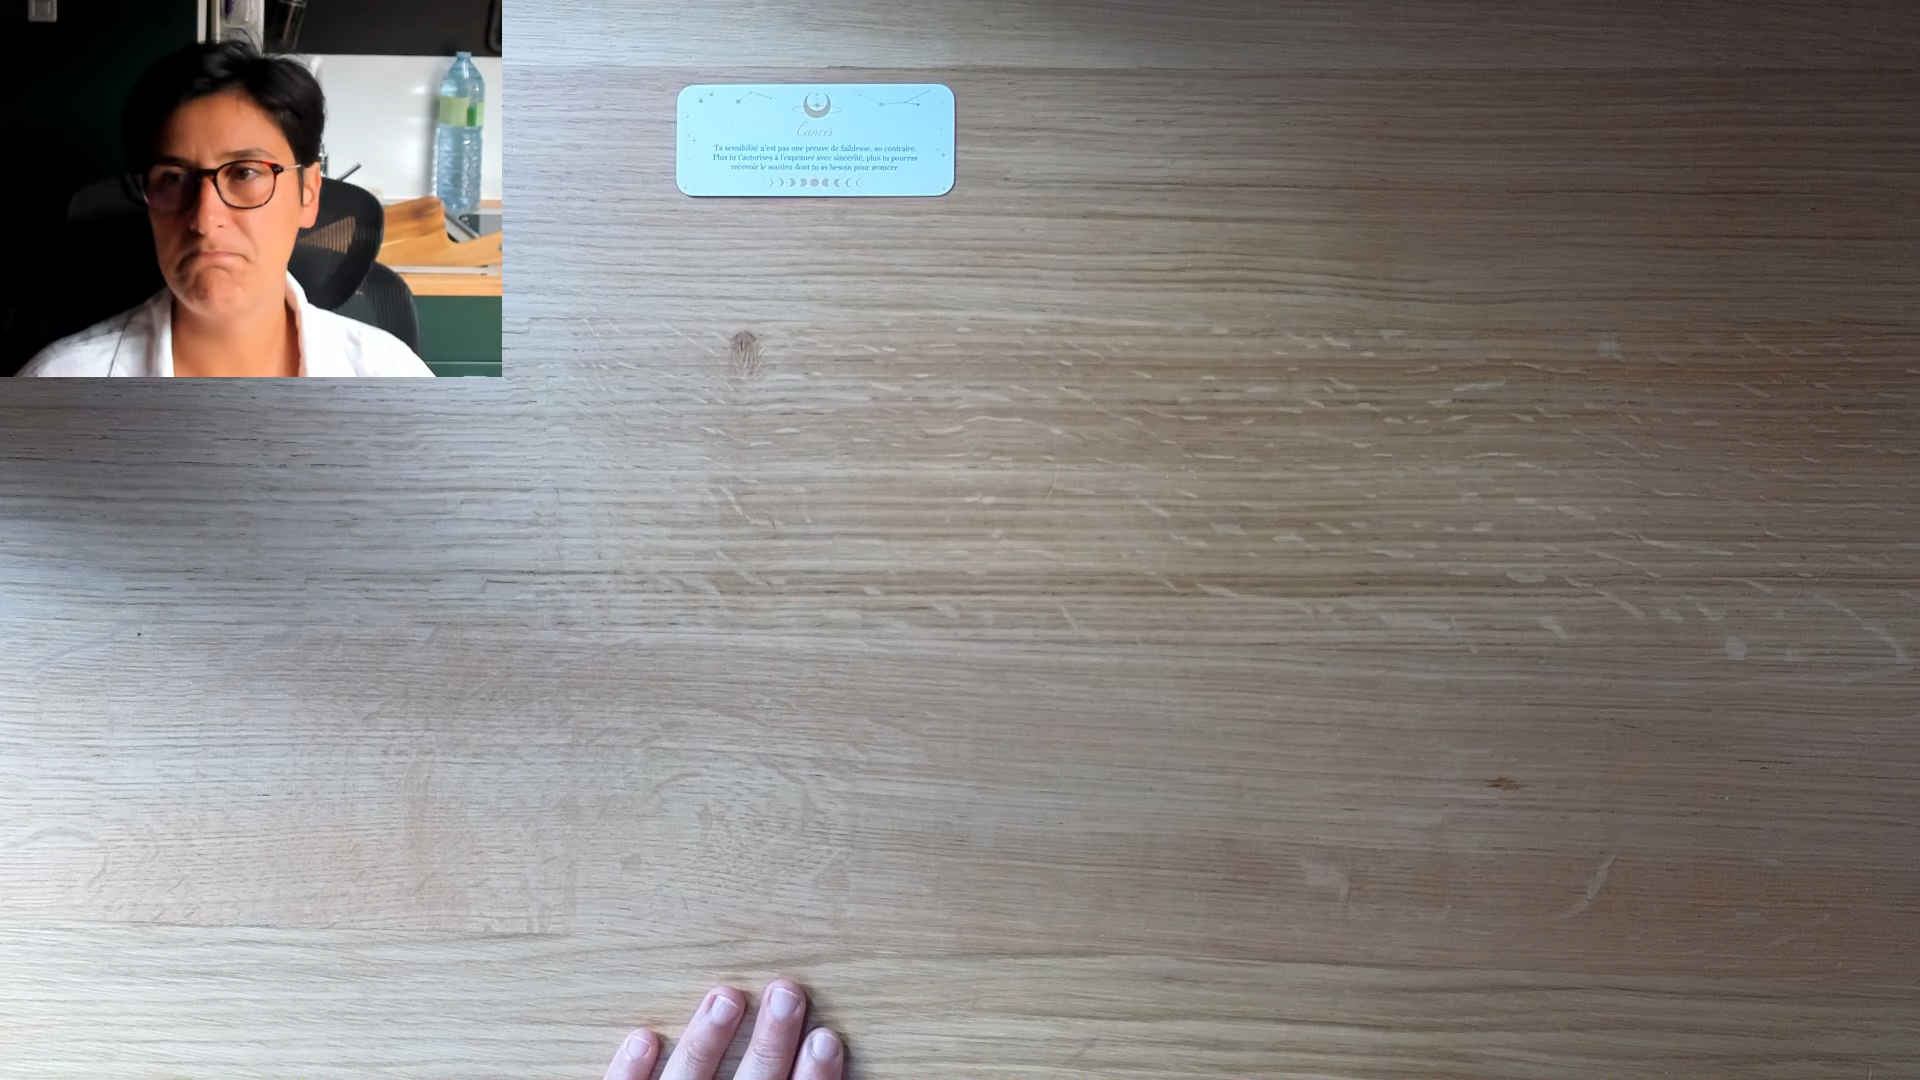 Cancer
Ta sensibilité n'est pas une preuve de faiblesse, au contraire.
Plus tu t'autorises à l'exprimer avec sincérité, plus tu pourras
recevoir le soutien dont tu as besoin pour avancer.